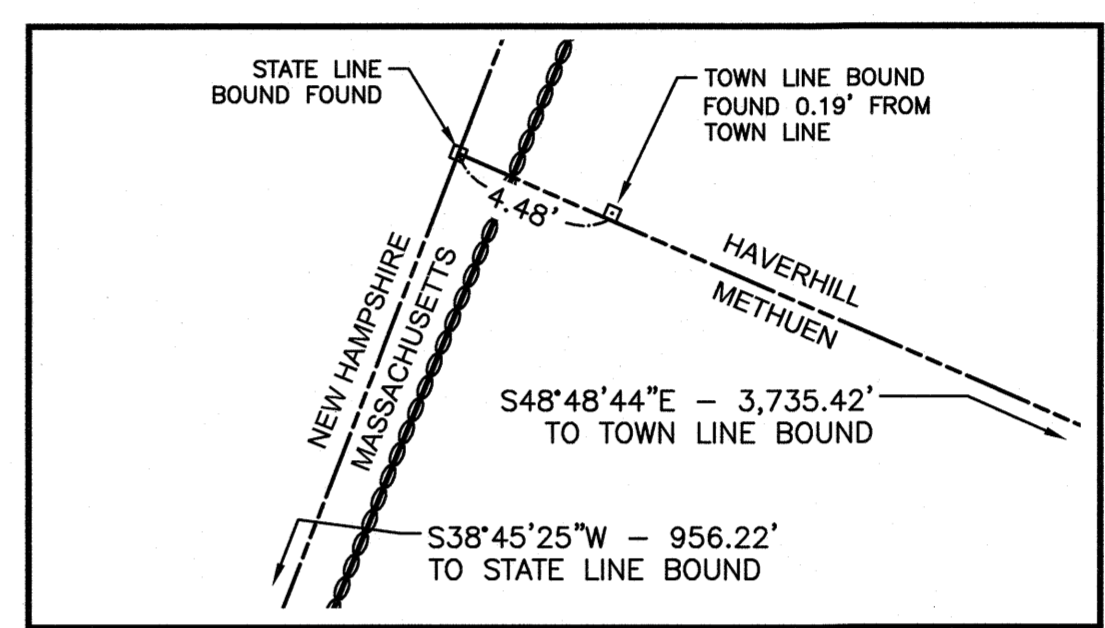 STATE LINE
BOUND FOUND
TOWN LINE BOUND
FOUND 0.19' FROM
TOWN LINE
4.48'
NEW HAMPSHIRE
MASSACHUSETTS
HAVERHILL
METHUEN
S48°48'44"E – 3,735.42'
TO TOWN LINE BOUND
S38°45'25"W – 956.22'
TO STATE LINE BOUND